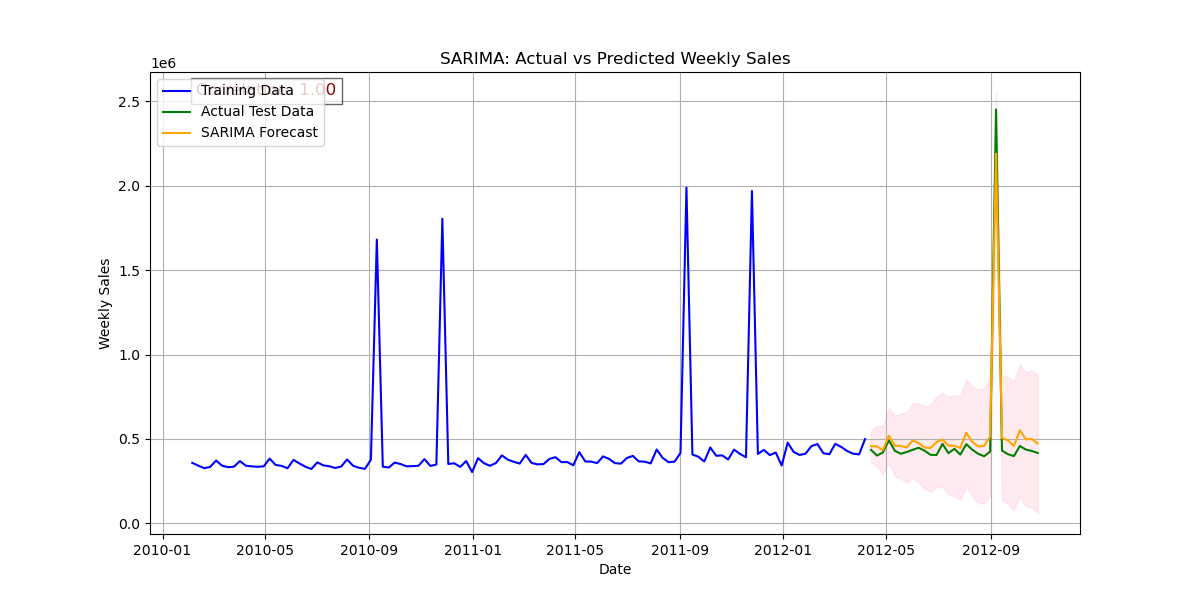 SARIMA: Actual vs Predicted Weekly Sales
1e6
1.00
Training Data
Actual Test Data
SARIMA Forecast
2.5
2.0
1.5
1.0
0.5
0.0
Weekly Sales
2010-01 2010-05 2010-09 2011-01 2011-05 2011-09 2012-01 2012-05 2012-09
Date